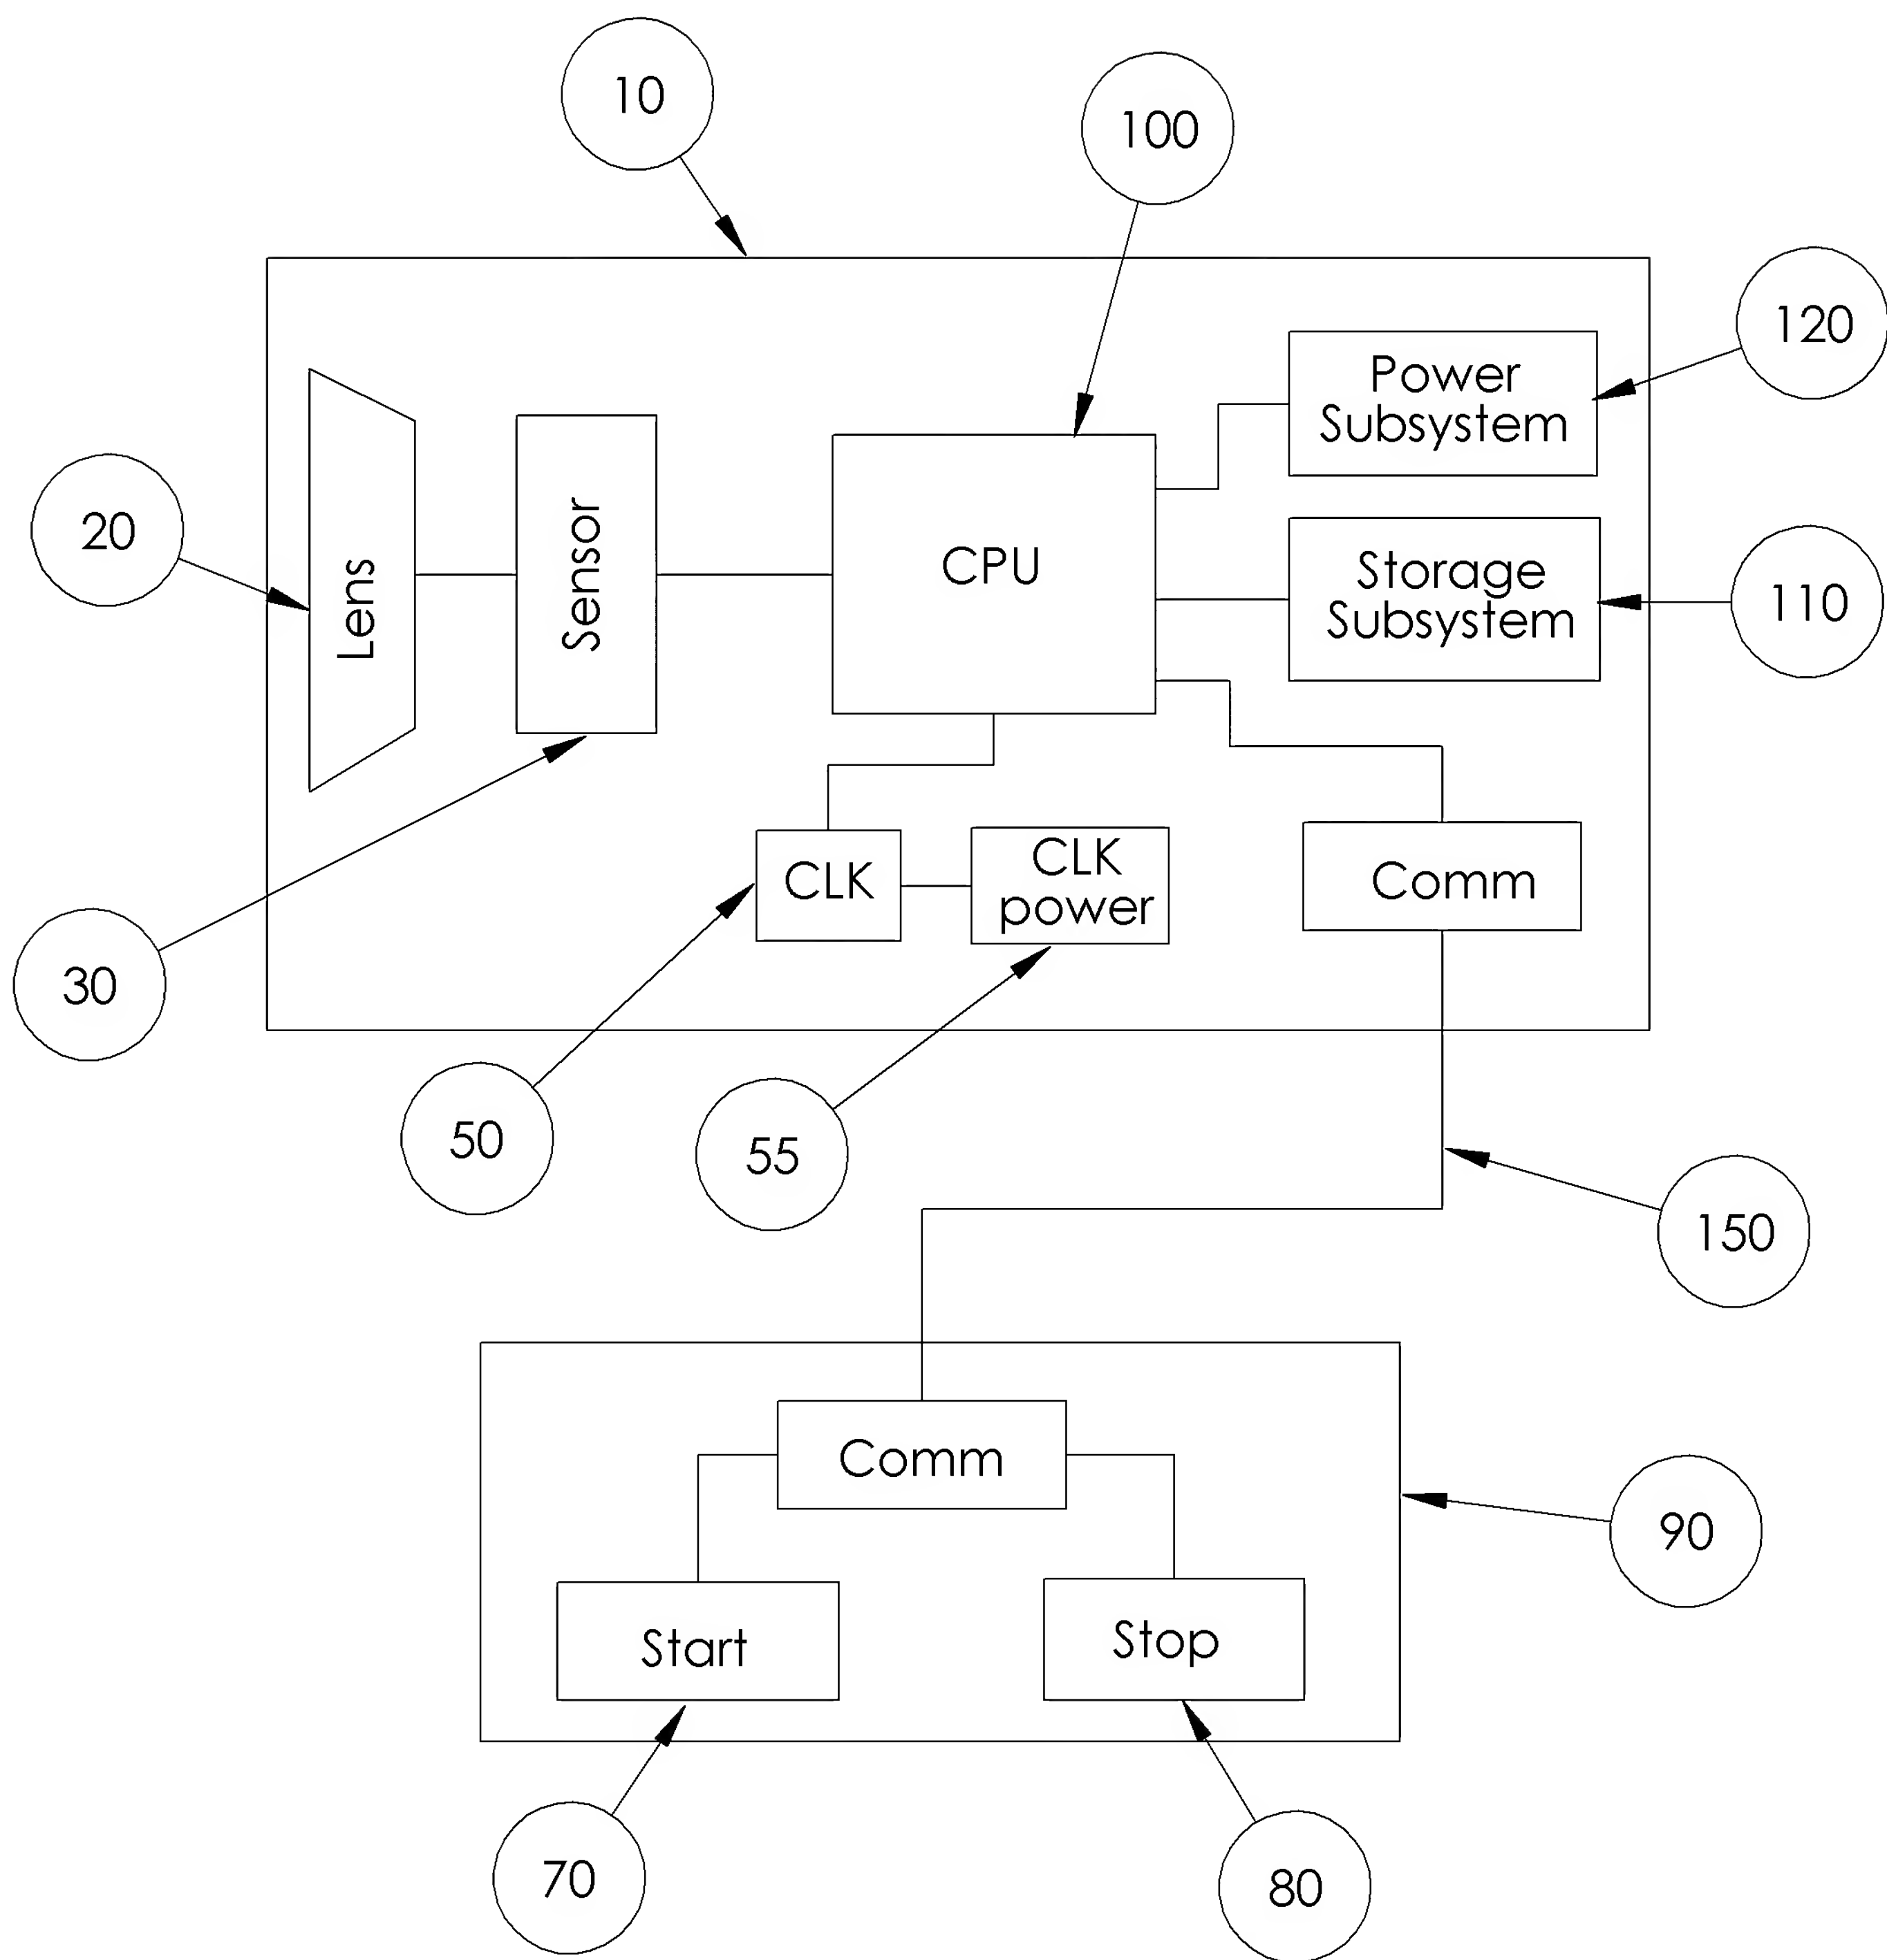 10
100
120
Power
Subsystem
20
Lens
Sensor
CPU
Storage
Subsystem
110
CLK
CLK
power
Comm
30
50
55
150
Comm
90
Start
Stop
70
80